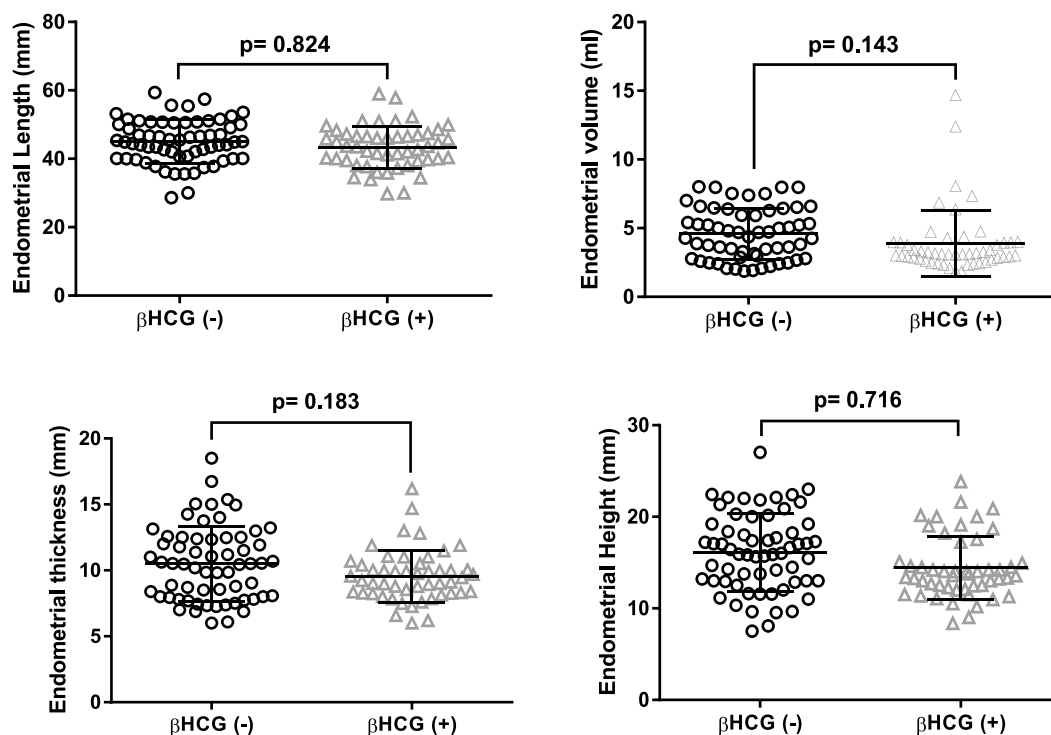 p= 0.824
Endometrial Length (mm)
80
60
40
20
0
βHCG (-) βHCG (+)
p= 0.143
Endometrial volume (ml)
20
15
10
5
0
βHCG (-) βHCG (+)
p= 0.183
Endometrial thickness (mm)
20
15
10
5
0
βHCG (-) βHCG (+)
p= 0.716
Endometrial Height (mm)
30
20
10
0
βHCG (-) βHCG (+)